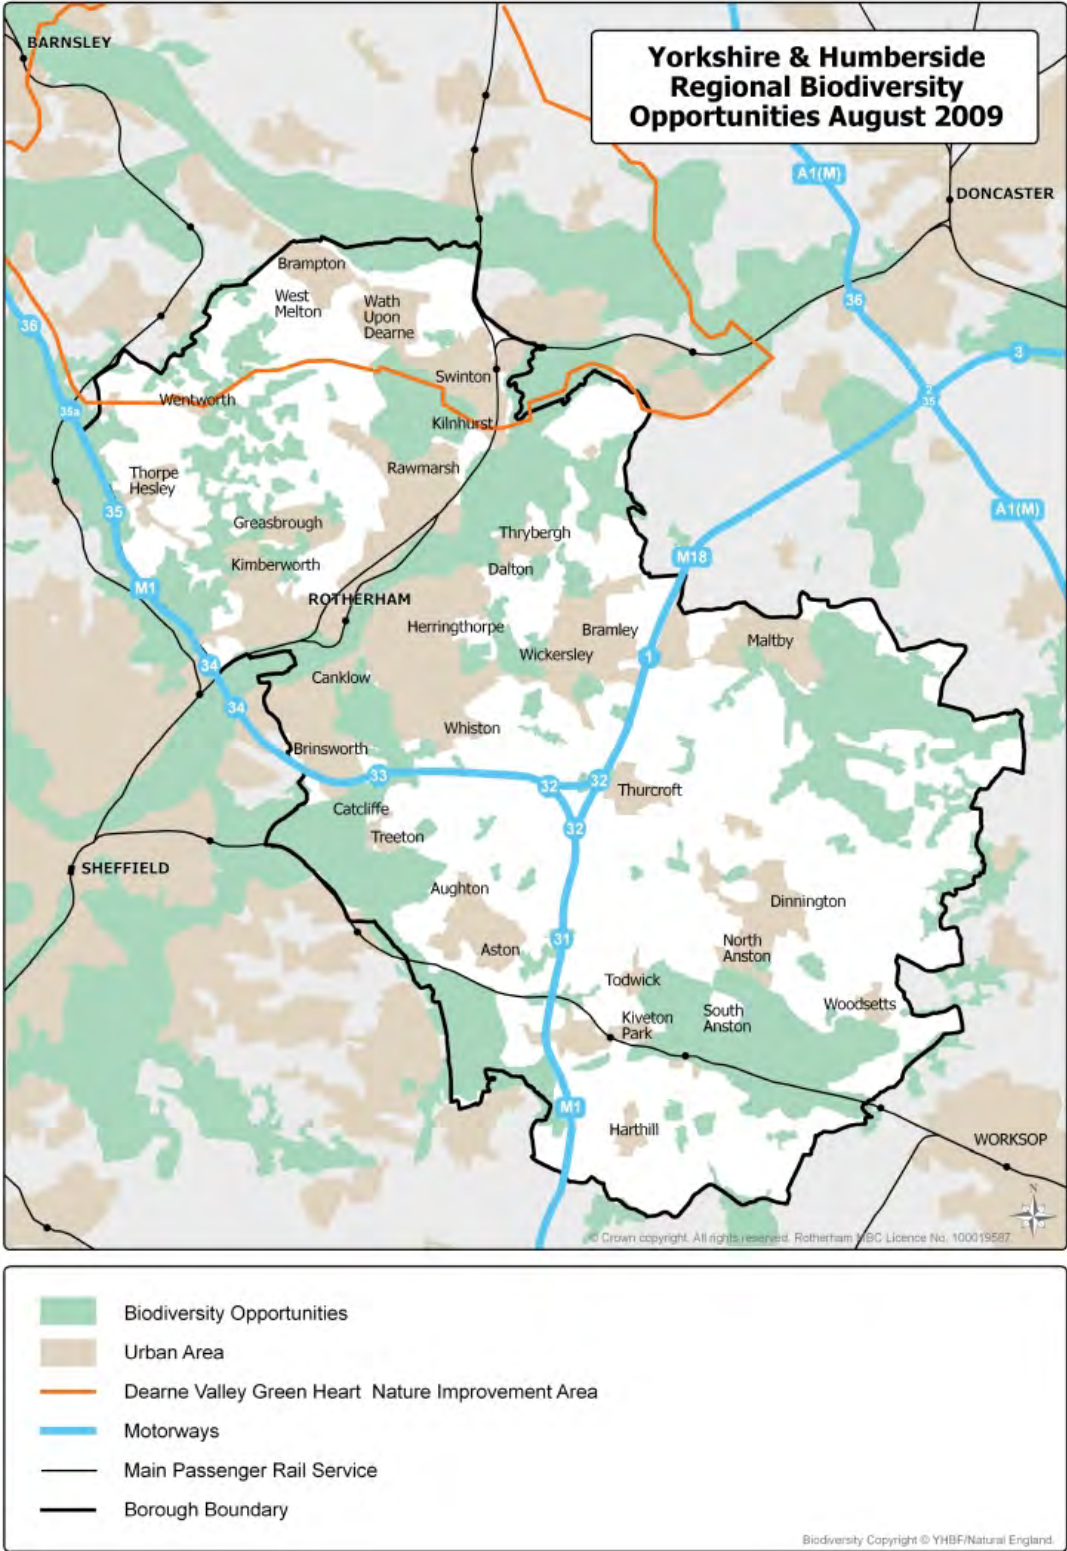 Yorkshire & Humberside
Regional Biodiversity
Opportunities August 2009
BARNSLEY
A1(M)
DONCASTER
Brampton
West
Melton
Wath
Upon
Dearne
36
36
3
Swinton
2
35
35a
Wentworth
Kilnhurst
Rawmarsh
Thorpe
Hesley
35
A1(M)
Greasbrough
Thrybergh
M18
Kimberworth
Dalton
M1
ROTHERHAM
Herringthorpe
Bramley
Maltby
Wickersley
1
34
Canklow
34
Whiston
Brinsworth
33
32
32
Thurcroft
Catcliffe
32
Treeton
SHEFFIELD
Aughton
Dinnington
31
Aston
North
Anston
Todwick
Woodsetts
Kiveton
Park
South
Anston
M1
Harthill
WORKSOP
N
© Crown copyright. All rights reserved. Rotherham MBC Licence No. 100019587.
Biodiversity Opportunities
Urban Area
Dearne Valley Green Heart Nature Improvement Area
Motorways
Main Passenger Rail Service
Borough Boundary
Biodiversity Copyright © YHBF/Natural England.